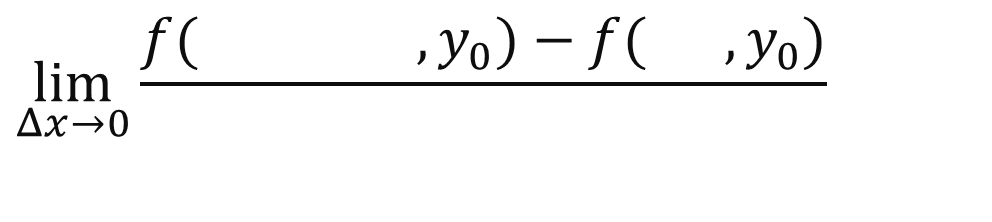 lim Δx→0 f(      , y₀) − f(  , y₀)